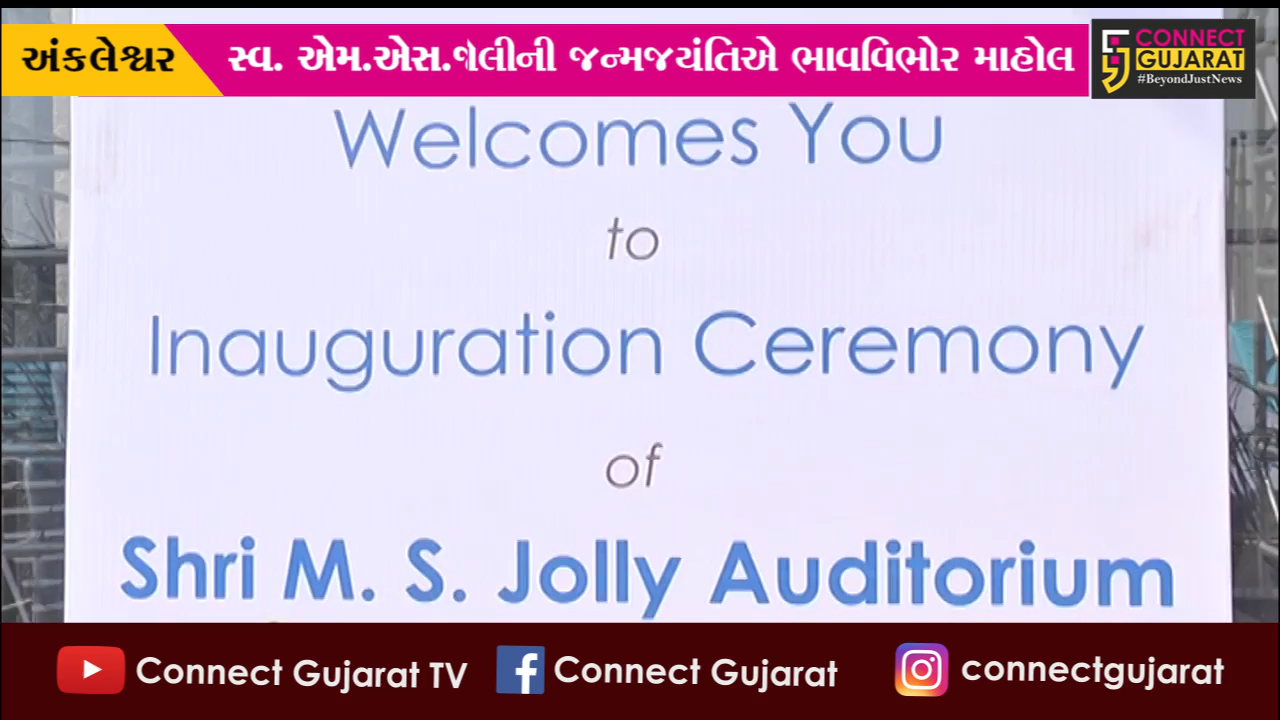 અંકલેશ્વર
સ્વ. એમ.એસ.જોલીની જન્મજયંતિએ ભાવવિભોર માહોલ
CONNECT
GUJARAT
#BeyondJustNews
Welcomes You
to
Inauguration Ceremony
of
Shri M. S. Jolly Auditorium
Connect Gujarat TV
Connect Gujarat
connectgujarat